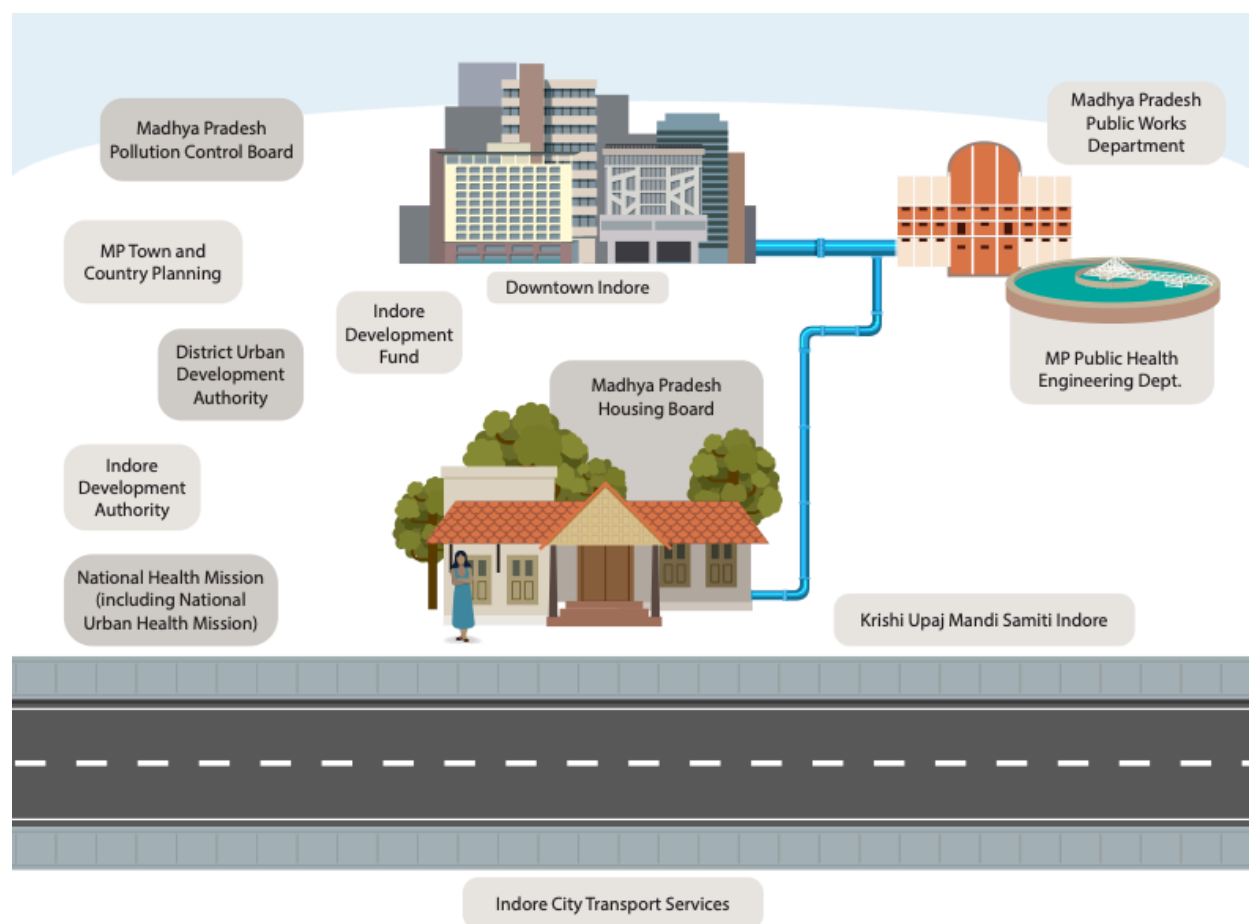 Madhya Pradesh
Pollution Control Board
Madhya Pradesh
Public Works
Department
MP Town and
Country Planning
Downtown Indore
Indore
Development
Fund
District Urban
Development
Authority
MP Public Health
Engineering Dept.
Madhya Pradesh
Housing Board
Indore
Development
Authority
National Health Mission
(including National
Urban Health Mission)
Krishi Upaj Mandi Samiti Indore
Indore City Transport Services